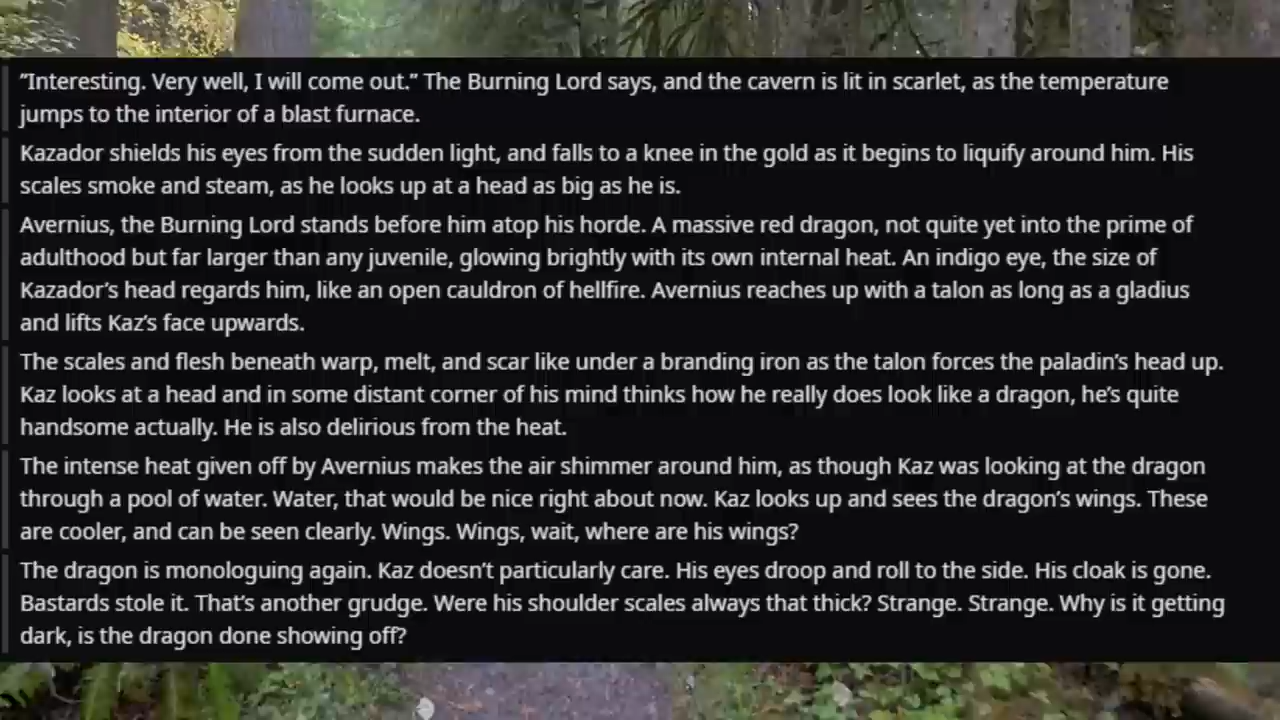 ”Interesting. Very well, I will come out.” The Burning Lord says, and the cavern is lit in scarlet, as the temperature
jumps to the interior of a blast furnace.
Kazador shields his eyes from the sudden light, and falls to a knee in the gold as it begins to liquify around him. His
scales smoke and steam, as he looks up at a head as big as he is.
Avernius, the Burning Lord stands before him atop his horde. A massive red dragon, not quite yet into the prime of
adulthood but far larger than any juvenile, glowing brightly with its own internal heat. An indigo eye, the size of
Kazador’s head regards him, like an open cauldron of hellfire. Avernius reaches up with a talon as long as a gladius
and lifts Kaz’s face upwards.
The scales and flesh beneath warp, melt, and scar like under a branding iron as the talon forces the paladin’s head up.
Kaz looks at a head and in some distant corner of his mind thinks how he really does look like a dragon, he’s quite
handsome actually. He is also delirious from the heat.
The intense heat given off by Avernius makes the air shimmer around him, as though Kaz was looking at the dragon
through a pool of water. Water, that would be nice right about now. Kaz looks up and sees the dragon’s wings. These
are cooler, and can be seen clearly. Wings. Wings, wait, where are his wings?
The dragon is monologuing again. Kaz doesn’t particularly care. His eyes droop and roll to the side. His cloak is gone.
Bastards stole it. That’s another grudge. Were his shoulder scales always that thick? Strange. Strange. Why is it getting
dark, is the dragon done showing off?